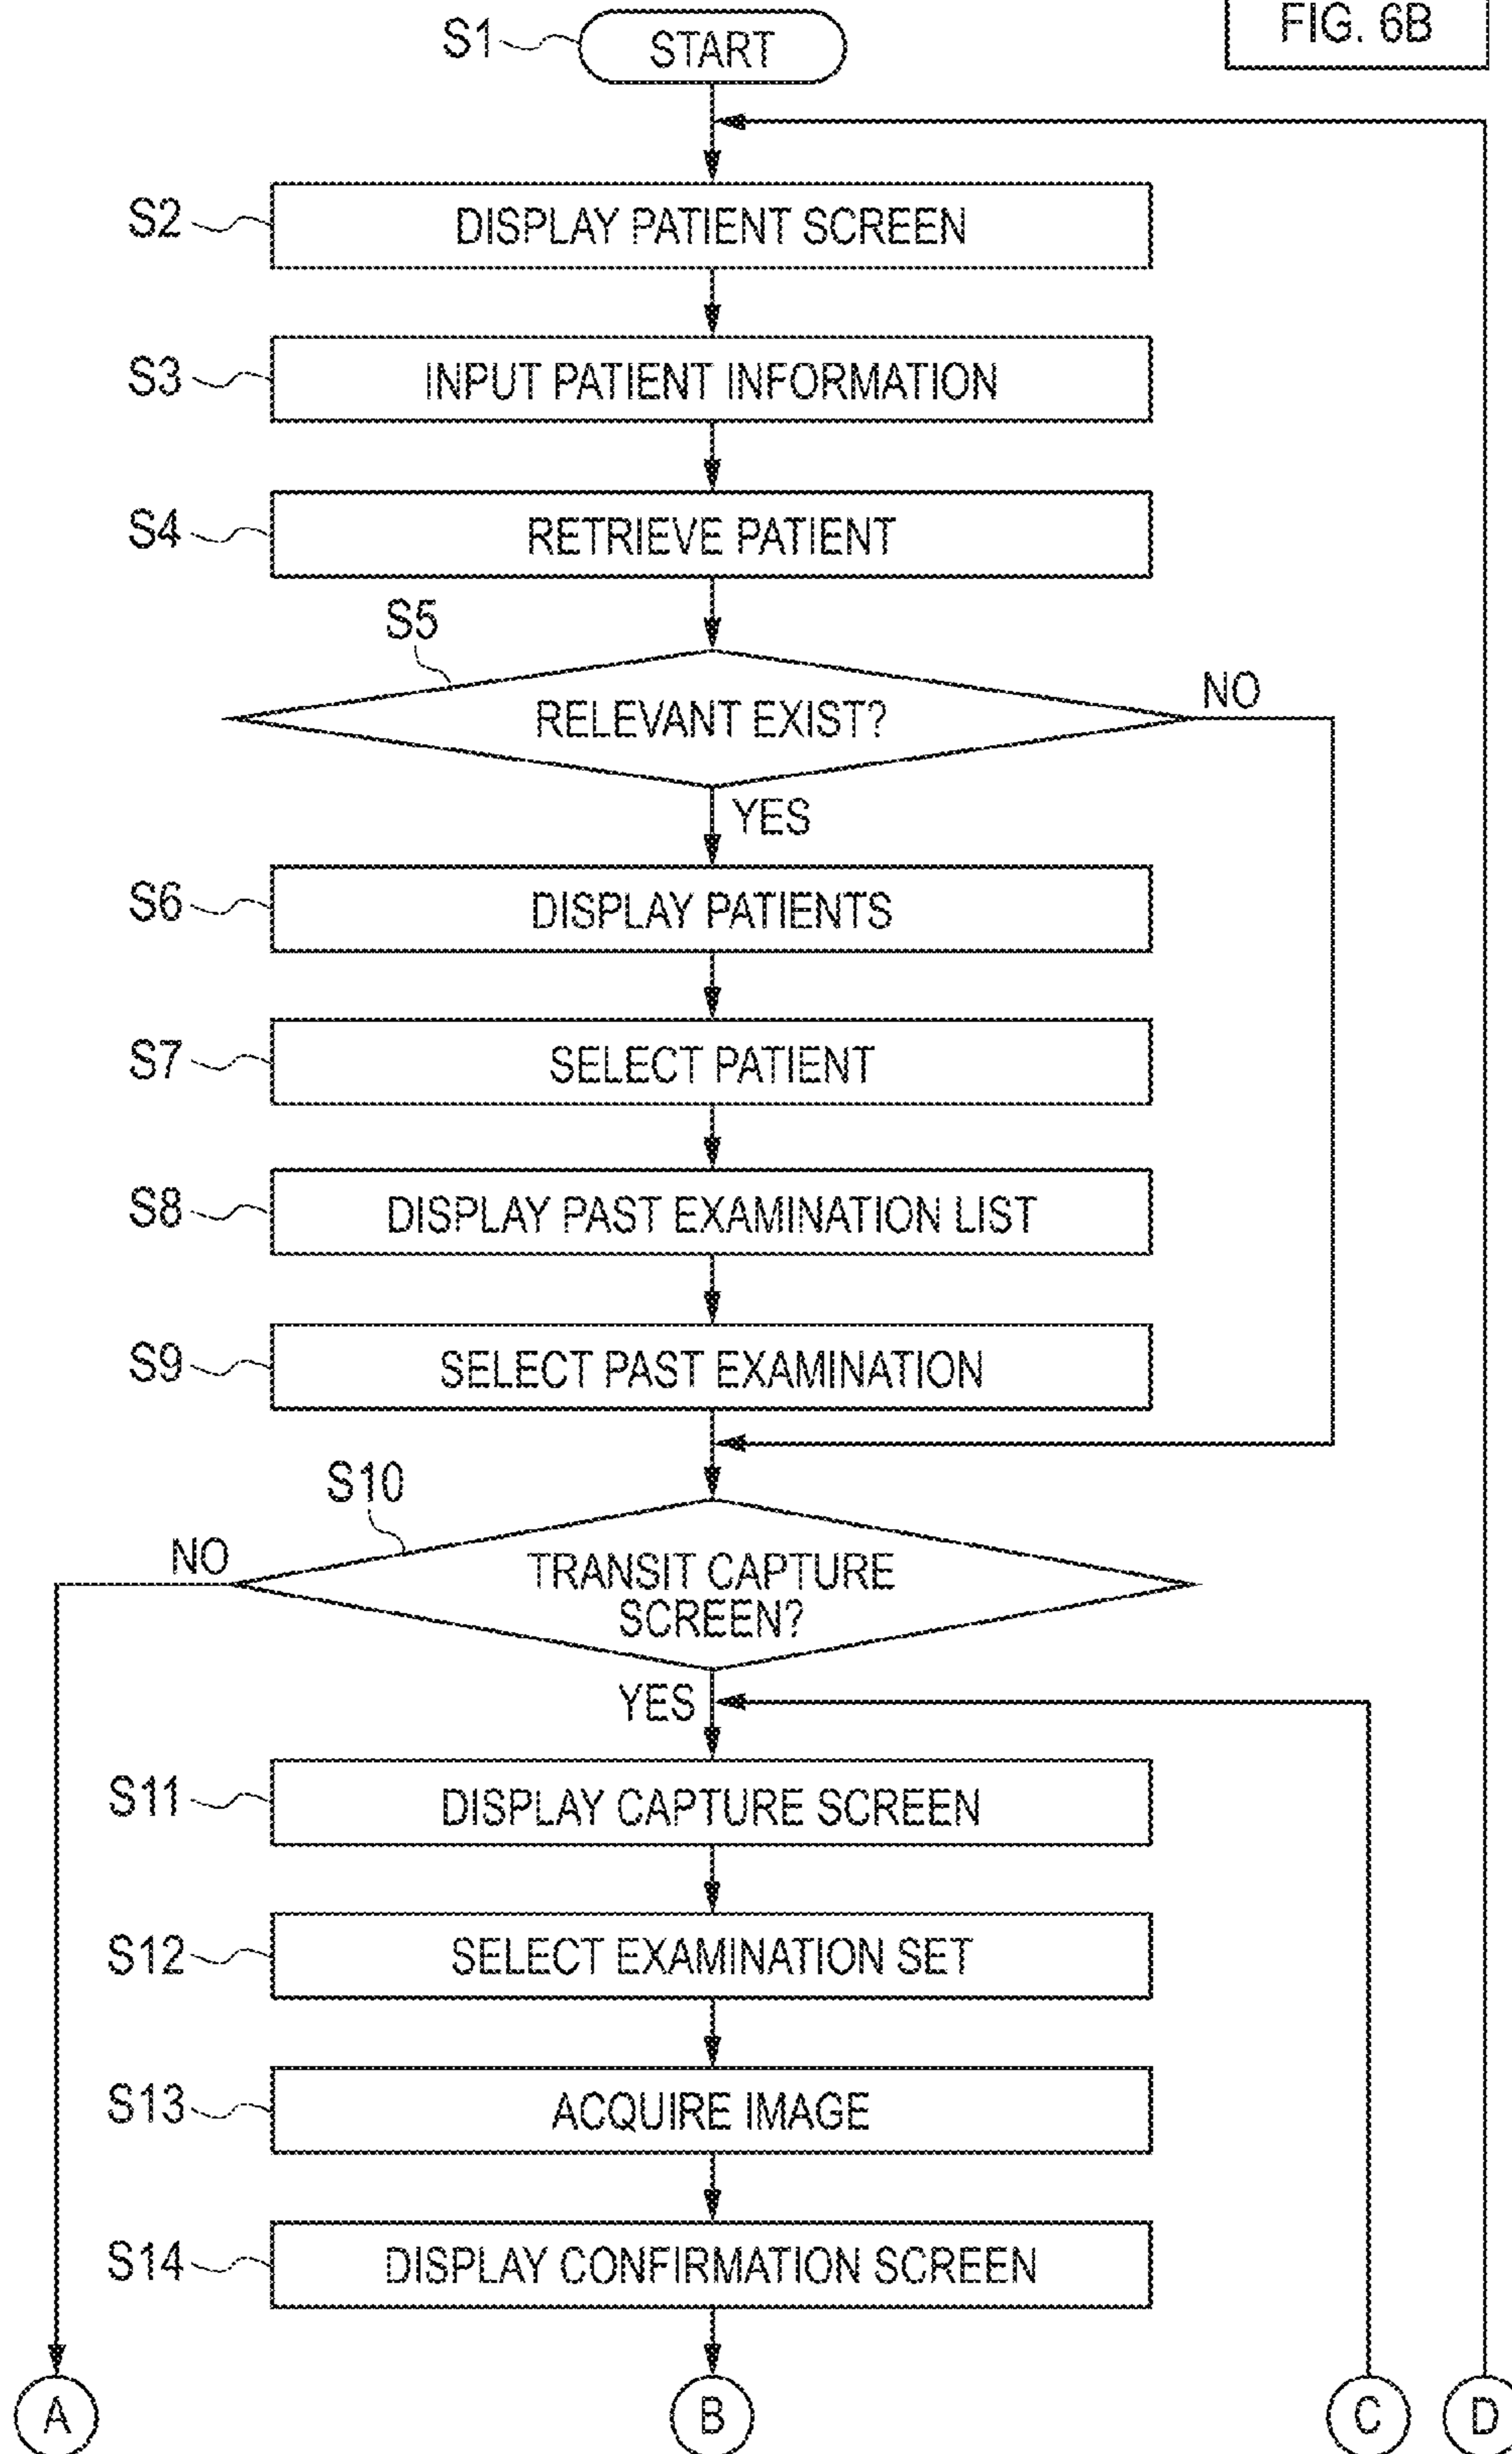 FIG. 6B
S1
START
S2
DISPLAY PATIENT SCREEN
S3
INPUT PATIENT INFORMATION
S4
RETRIEVE PATIENT
S5
RELEVANT EXIST?
NO
YES
S6
DISPLAY PATIENTS
S7
SELECT PATIENT
S8
DISPLAY PAST EXAMINATION LIST
S9
SELECT PAST EXAMINATION
S10
NO
TRANSIT CAPTURE
SCREEN?
YES
S11
DISPLAY CAPTURE SCREEN
S12
SELECT EXAMINATION SET
S13
ACQUIRE IMAGE
S14
DISPLAY CONFIRMATION SCREEN
A
B
C
D